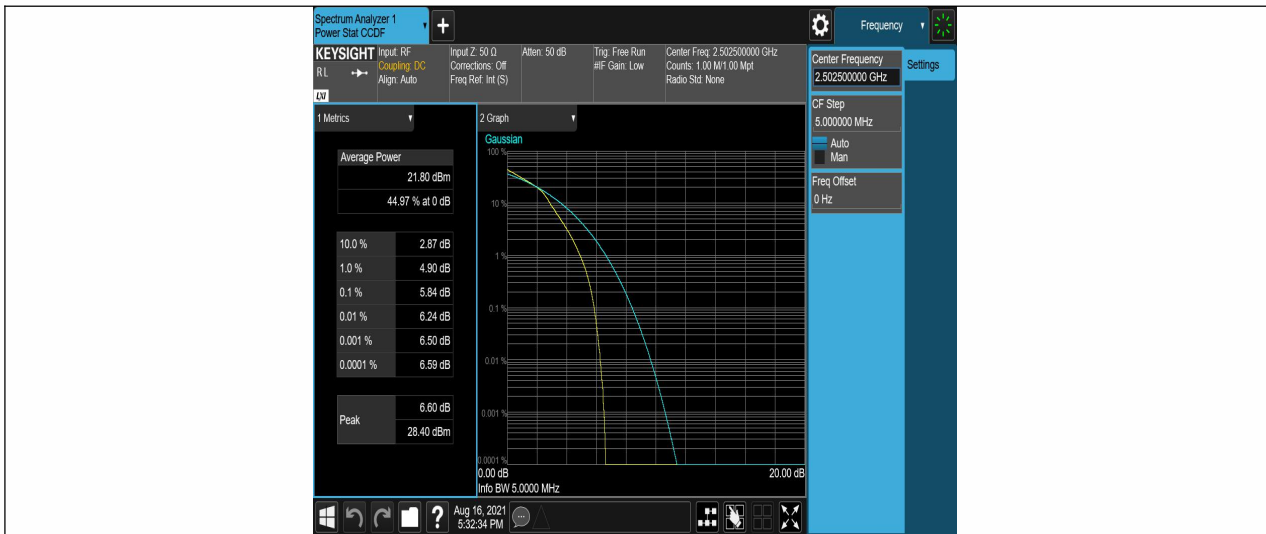 Spectrum Analyzer 1
Power Stat CCDF
Frequency
KEYSIGHT
R L
LXI
Input: RF
Coupling: DC
Align: Auto
Input Z: 50 Ω
Corrections: Off
Freq Ref: Int (S)
Atten: 50 dB
Trig: Free Run
#IF Gain: Low
Center Freq: 2.502500000 GHz
Counts: 1.00 M/1.00 Mpt
Radio Std: None
Center Frequency
2.502500000 GHz
Settings
CF Step
5.000000 MHz
Auto
Man
Freq Offset
0 Hz
1 Metrics
Average Power
21.80 dBm
44.97 % at 0 dB
10.0 % 2.87 dB
1.0 % 4.90 dB
0.1 % 5.84 dB
0.01 % 6.24 dB
0.001 % 6.50 dB
0.0001 % 6.59 dB
Peak
6.60 dB
28.40 dBm
2 Graph
Gaussian
100 %
10 %
1 %
0.1 %
0.01 %
0.001 %
0.0001 %
0.00 dB 20.00 dB
Info BW 5.0000 MHz
?
Aug 16, 2021
5:32:34 PM